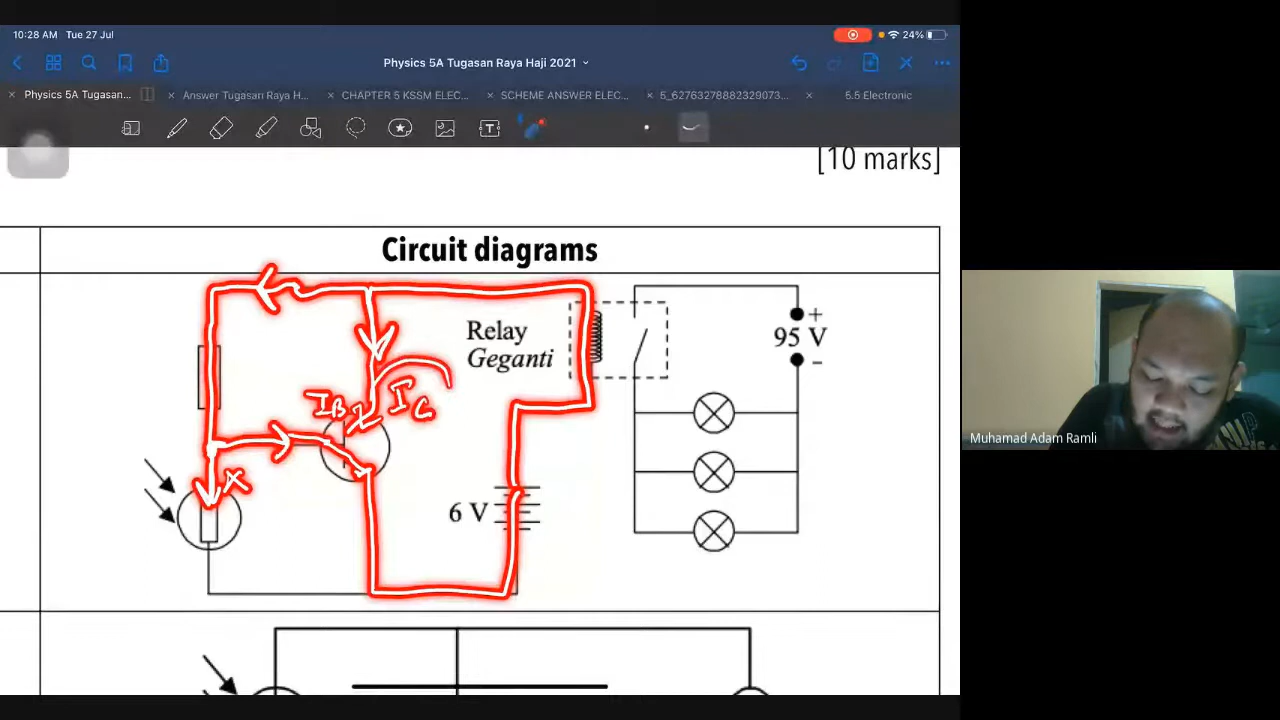 10:28 AM Tue 27 Jul
24%
Physics 5A Tugasan Raya Haji 2021
Physics 5A Tugasan...
Answer Tugasan Raya H...
CHAPTER 5 KSSM ELEC...
SCHEME ANSWER ELEC...
5_62763278882329073...
5.5 Electronic
[10 marks]
Circuit diagrams
Relay
Geganti
+
95 V
-
IB
IC
X
6 V
Muhamad Adam Ramli